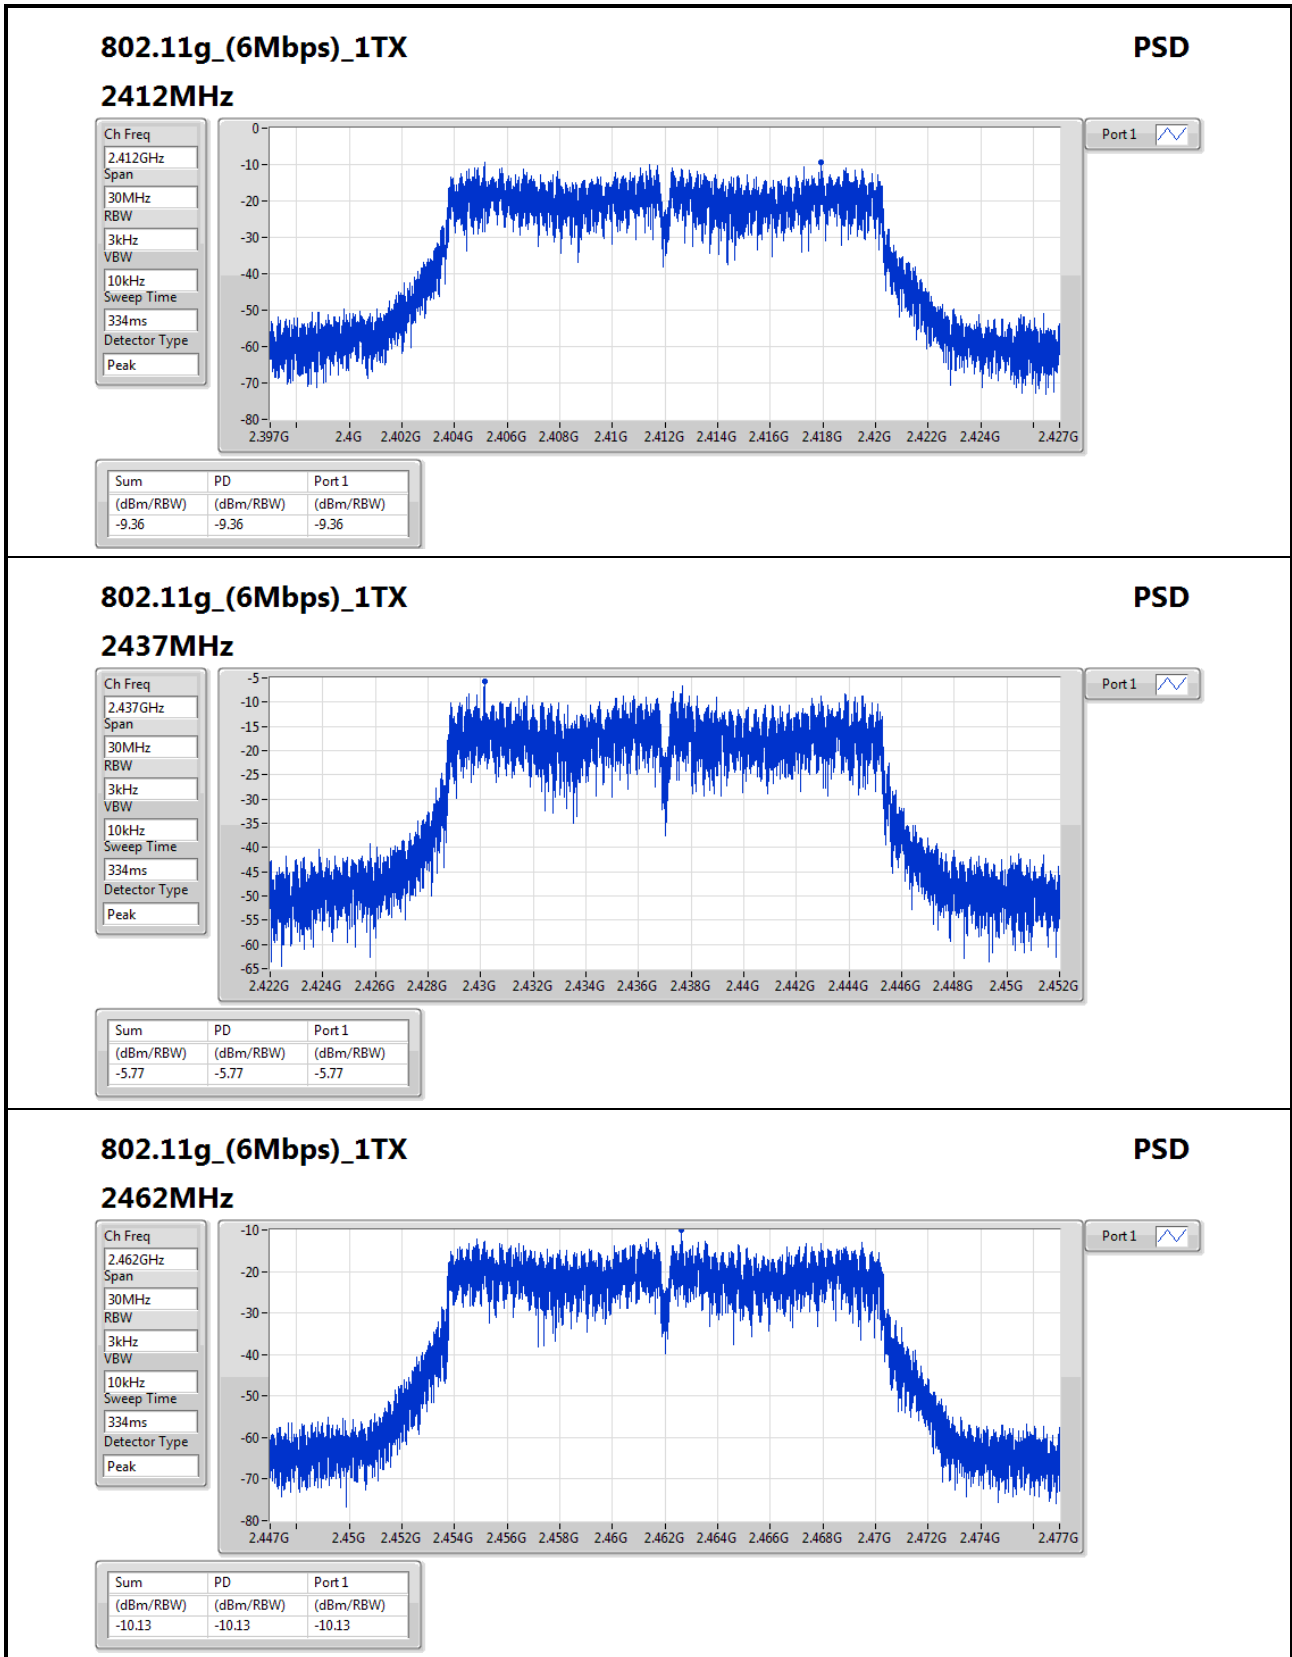 802.11g_(6Mbps)_1TX PSD
2412MHz
Ch Freq
2.412GHz
Span
30MHz
RBW
3kHz
VBW
10kHz
Sweep Time
334ms
Detector Type
Peak
0
-10
-20
-30
-40
-50
-60
-70
-80
2.397G 2.4G 2.402G 2.404G 2.406G 2.408G 2.41G 2.412G 2.414G 2.416G 2.418G 2.42G 2.422G 2.424G 2.427G
Port 1
Sum PD Port 1
(dBm/RBW) (dBm/RBW) (dBm/RBW)
-9.36 -9.36 -9.36
802.11g_(6Mbps)_1TX PSD
2437MHz
Ch Freq
2.437GHz
Span
30MHz
RBW
3kHz
VBW
10kHz
Sweep Time
334ms
Detector Type
Peak
-5
-10
-15
-20
-25
-30
-35
-40
-45
-50
-55
-60
-65
2.422G 2.424G 2.426G 2.428G 2.43G 2.432G 2.434G 2.436G 2.438G 2.44G 2.442G 2.444G 2.446G 2.448G 2.45G 2.452G
Port 1
Sum PD Port 1
(dBm/RBW) (dBm/RBW) (dBm/RBW)
-5.77 -5.77 -5.77
802.11g_(6Mbps)_1TX PSD
2462MHz
Ch Freq
2.462GHz
Span
30MHz
RBW
3kHz
VBW
10kHz
Sweep Time
334ms
Detector Type
Peak
-10
-20
-30
-40
-50
-60
-70
-80
2.447G 2.45G 2.452G 2.454G 2.456G 2.458G 2.46G 2.462G 2.464G 2.466G 2.468G 2.47G 2.472G 2.474G 2.477G
Port 1
Sum PD Port 1
(dBm/RBW) (dBm/RBW) (dBm/RBW)
-10.13 -10.13 -10.13